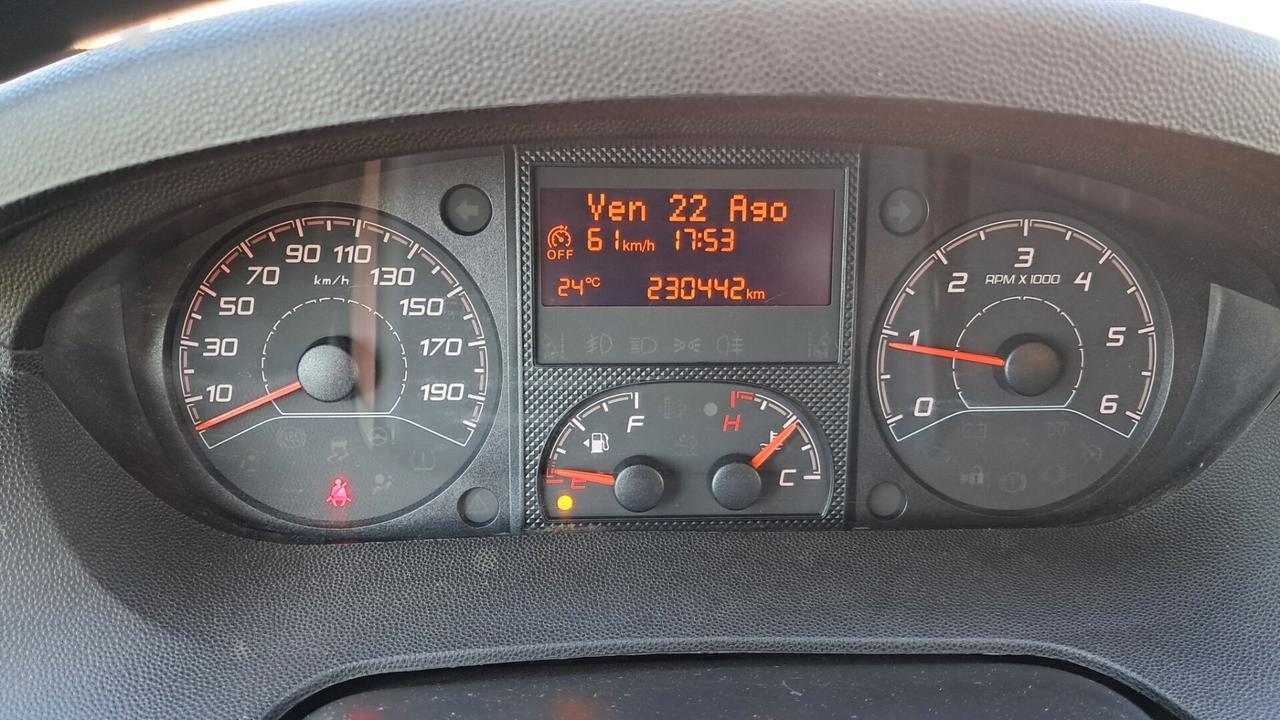 Ven 22 Ago
OFF 61 km/h 17:53
24°C 230442 km
10 30 50 70 90 110 130 150 170 190
km/h
F
E
H
C
0 1 2 3 4 5 6
RPM X 1000